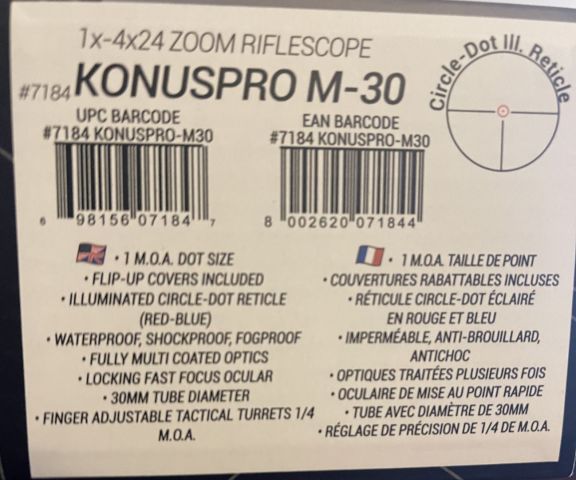 1x-4x24 ZOOM RIFLESCOPE
#7184 KONUSPRO M-30
Circle-Dot Ill. Reticle
UPC BARCODE
#7184 KONUSPRO-M30
6 98156 07184 7
EAN BARCODE
#7184 KONUSPRO-M30
8 002620 071844
• 1 M.O.A. DOT SIZE
• FLIP-UP COVERS INCLUDED
• ILLUMINATED CIRCLE-DOT RETICLE
(RED-BLUE)
• WATERPROOF, SHOCKPROOF, FOGPROOF
• FULLY MULTI COATED OPTICS
• LOCKING FAST FOCUS OCULAR
• 30MM TUBE DIAMETER
• FINGER ADJUSTABLE TACTICAL TURRETS 1/4
M.O.A.
• 1 M.O.A. TAILLE DE POINT
• COUVERTURES RABATTABLES INCLUSES
• RÉTICULE CIRCLE-DOT ÉCLAIRÉ
EN ROUGE ET BLEU
• IMPERMÉABLE, ANTI-BROUILLARD,
ANTICHOC
• OPTIQUES TRAITÉES PLUSIEURS FOIS
• OCULAIRE DE MISE AU POINT RAPIDE
• TUBE AVEC DIAMÈTRE DE 30MM
• RÉGLAGE DE PRÉCISION DE 1/4 DE M.O.A.